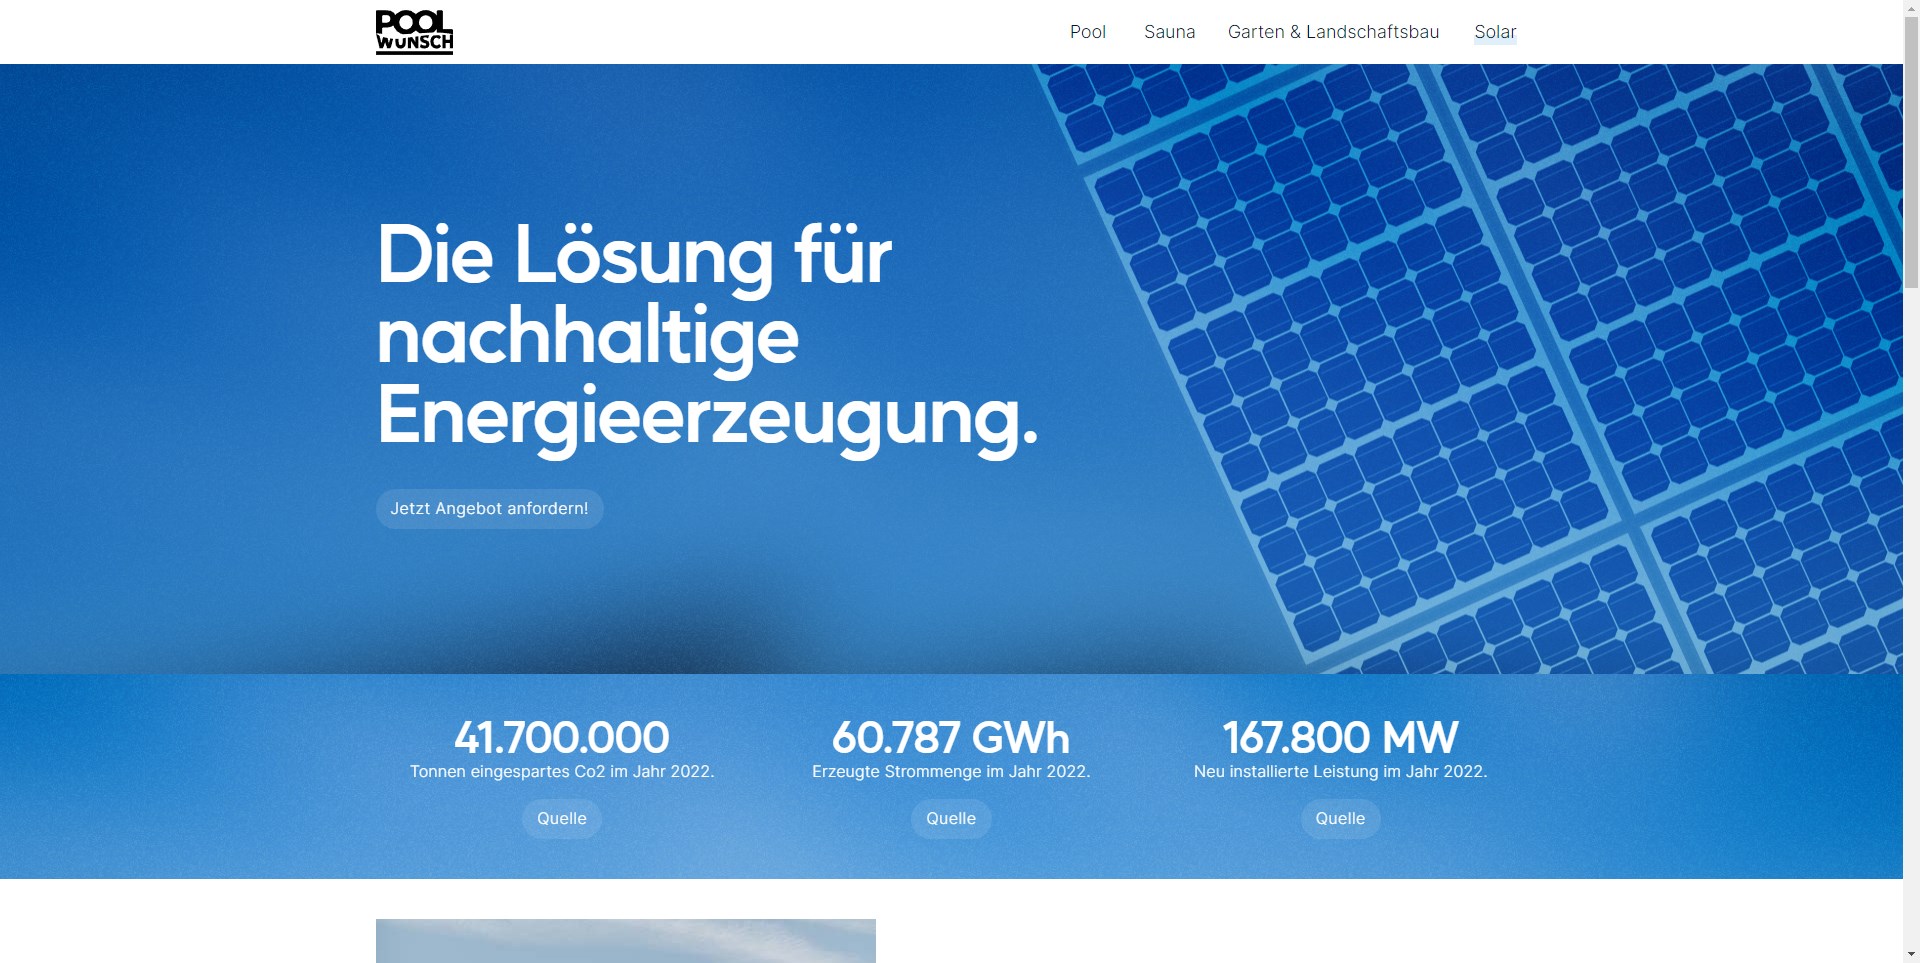 POOL
WUNSCH
Pool Sauna Garten & Landschaftsbau Solar
Die Lösung für
nachhaltige
Energieerzeugung.
Jetzt Angebot anfordern!
41.700.000
Tonnen eingespartes Co2 im Jahr 2022.
Quelle
60.787 GWh
Erzeugte Strommenge im Jahr 2022.
Quelle
167.800 MW
Neu installierte Leistung im Jahr 2022.
Quelle